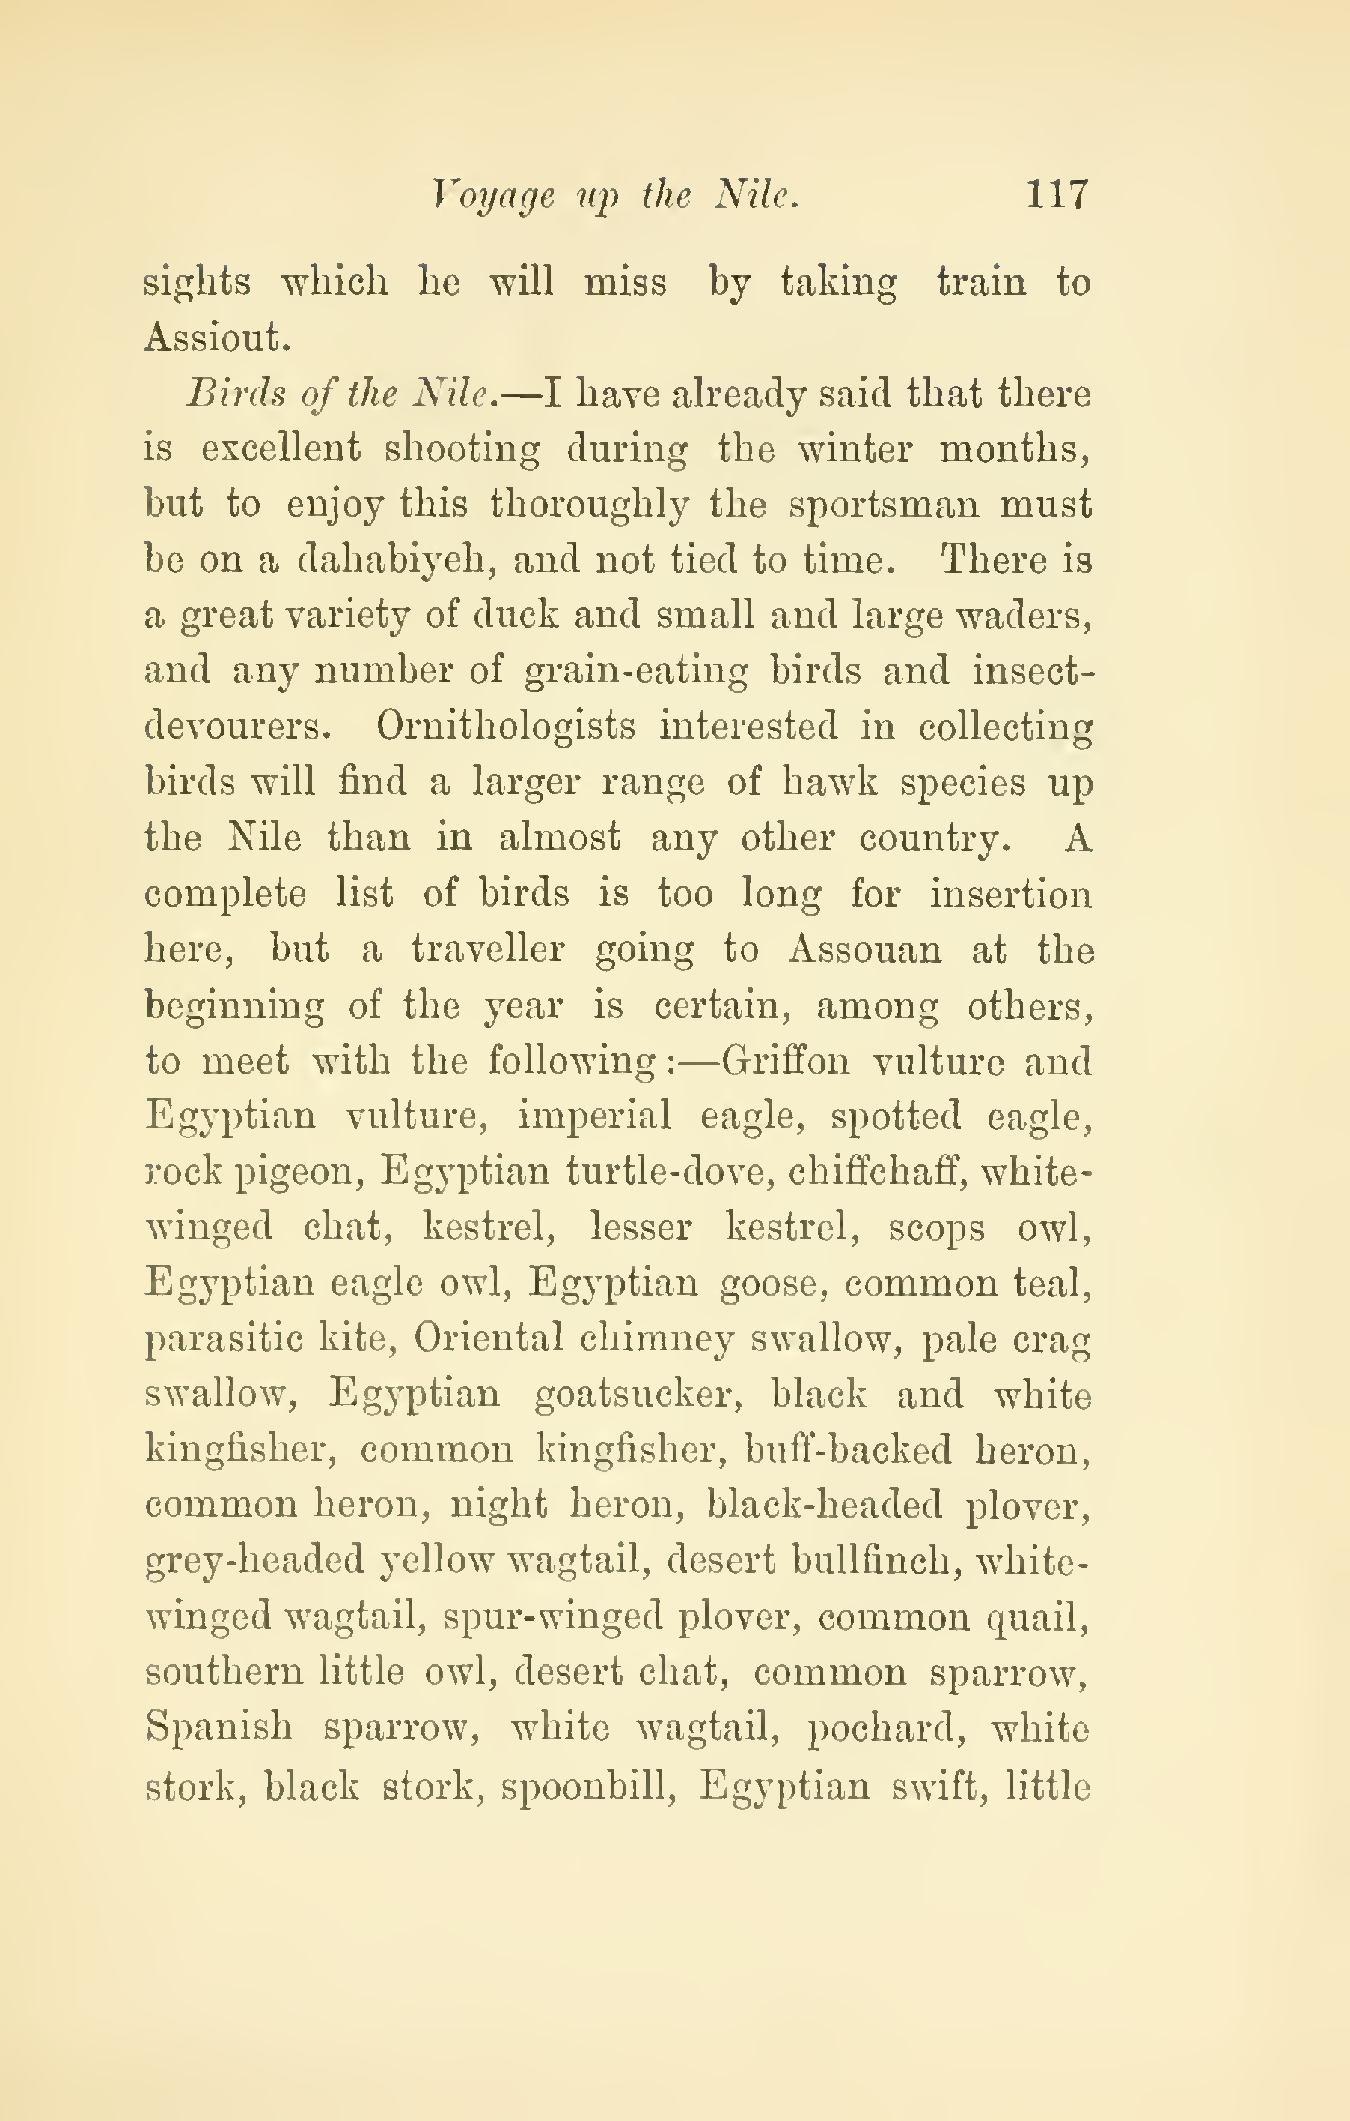 Voyage up the Nile. 117
sights which he will miss by taking train to
Assiout.
Birds of the Nile.—I have already said that there
is excellent shooting during the winter months,
but to enjoy this thoroughly the sportsman must
be on a dahabiyeh, and not tied to time. There is
a great variety of duck and small and large waders,
and any number of grain-eating birds and insect-
devourers. Ornithologists interested in collecting
birds will find a larger range of hawk species up
the Nile than in almost any other country. A
complete list of birds is too long for insertion
here, but a traveller going to Assouan at the
beginning of the year is certain, among others,
to meet with the following:—Griffon vulture and
Egyptian vulture, imperial eagle, spotted eagle,
rock pigeon, Egyptian turtle-dove, chiffchaff, white-
winged chat, kestrel, lesser kestrel, scops owl,
Egyptian eagle owl, Egyptian goose, common teal,
parasitic kite, Oriental chimney swallow, pale crag
swallow, Egyptian goatsucker, black and white
kingfisher, common kingfisher, buff-backed heron,
common heron, night heron, black-headed plover,
grey-headed yellow wagtail, desert bullfinch, white-
winged wagtail, spur-winged plover, common quail,
southern little owl, desert chat, common sparrow,
Spanish sparrow, white wagtail, pochard, white
stork, black stork, spoonbill, Egyptian swift, little